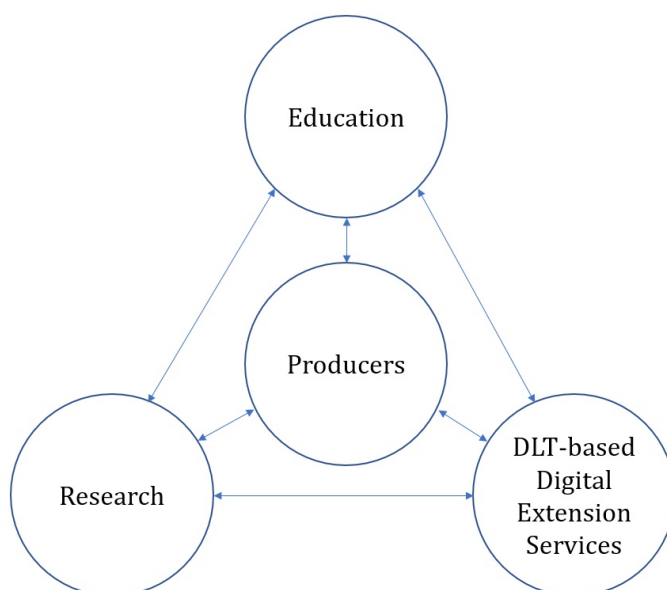 Education
Producers
Research
DLT-based
Digital
Extension
Services